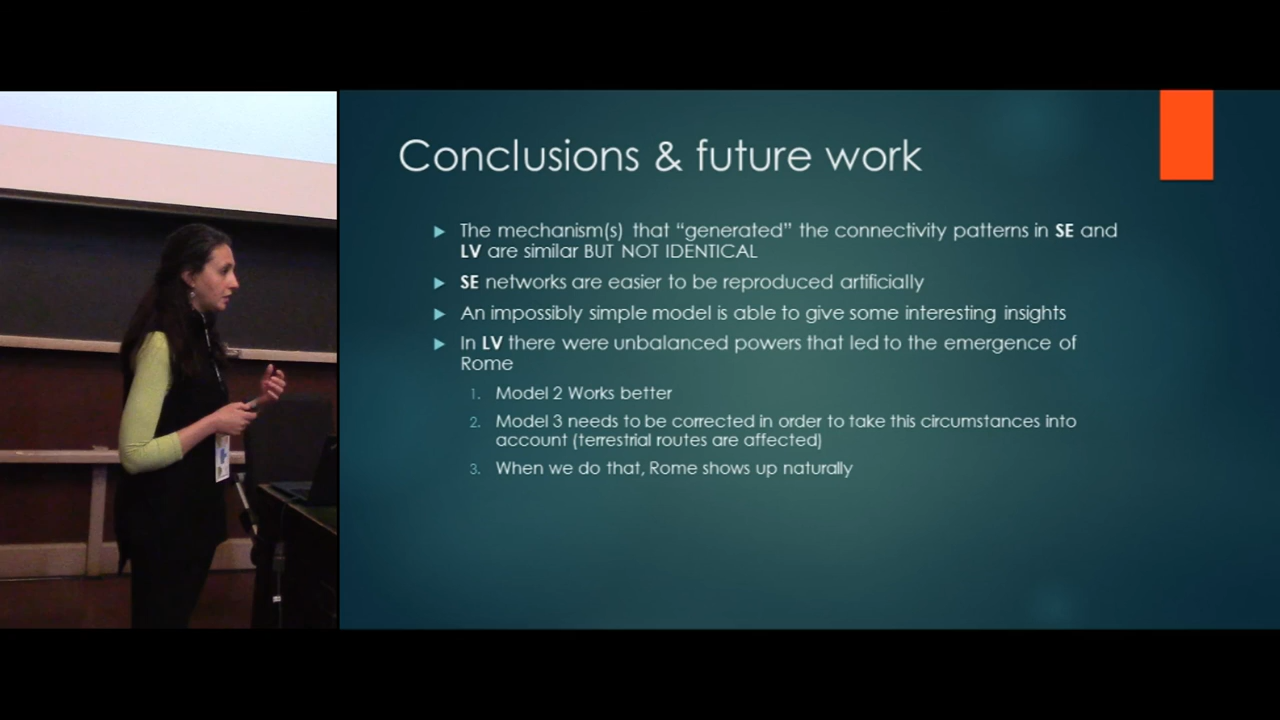 Conclusions & future work
The mechanism(s) that “generated” the connectivity patterns in SE and
LV are similar BUT NOT IDENTICAL
SE networks are easier to be reproduced artificially
An impossibly simple model is able to give some interesting insights
In LV there were unbalanced powers that led to the emergence of
Rome
1. Model 2 Works better
2. Model 3 needs to be corrected in order to take this circumstances into
account (terrestrial routes are affected)
3. When we do that, Rome shows up naturally